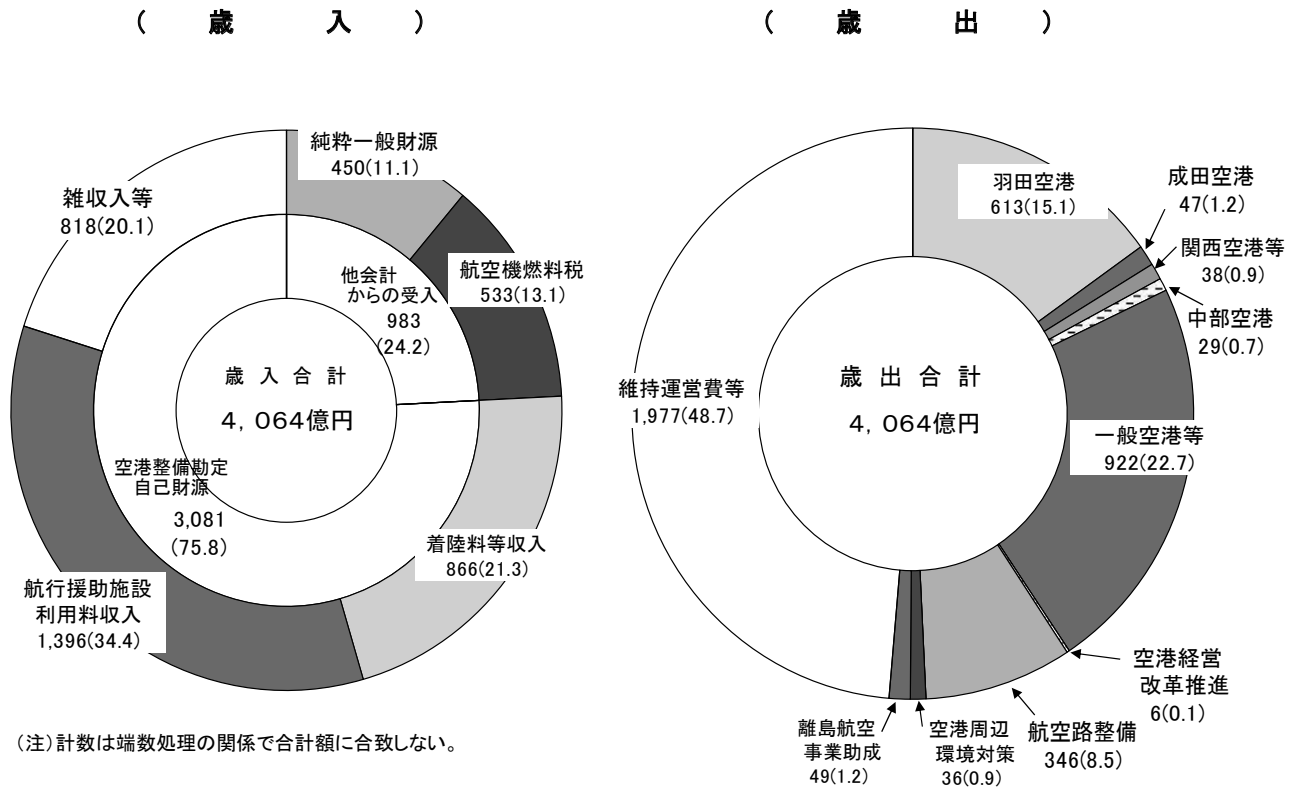 (　歳　入　)
純粋一般財源
450(11.1)
航空機燃料税
533(13.1)
着陸料等収入
866(21.3)
航行援助施設
利用料収入
1,396(34.4)
雑収入等
818(20.1)
他会計
からの受入
983
(24.2)
空港整備勘定
自己財源
3,081
(75.8)
歳入合計
4,064億円
(注)計数は端数処理の関係で合計額に合致しない。
(　歳　出　)
羽田空港
613(15.1)
成田空港
47(1.2)
関西空港等
38(0.9)
中部空港
29(0.7)
一般空港等
922(22.7)
空港経営
改革推進
6(0.1)
航空路整備
346(8.5)
空港周辺
環境対策
36(0.9)
離島航空
事業助成
49(1.2)
維持運営費等
1,977(48.7)
歳出合計
4,064億円